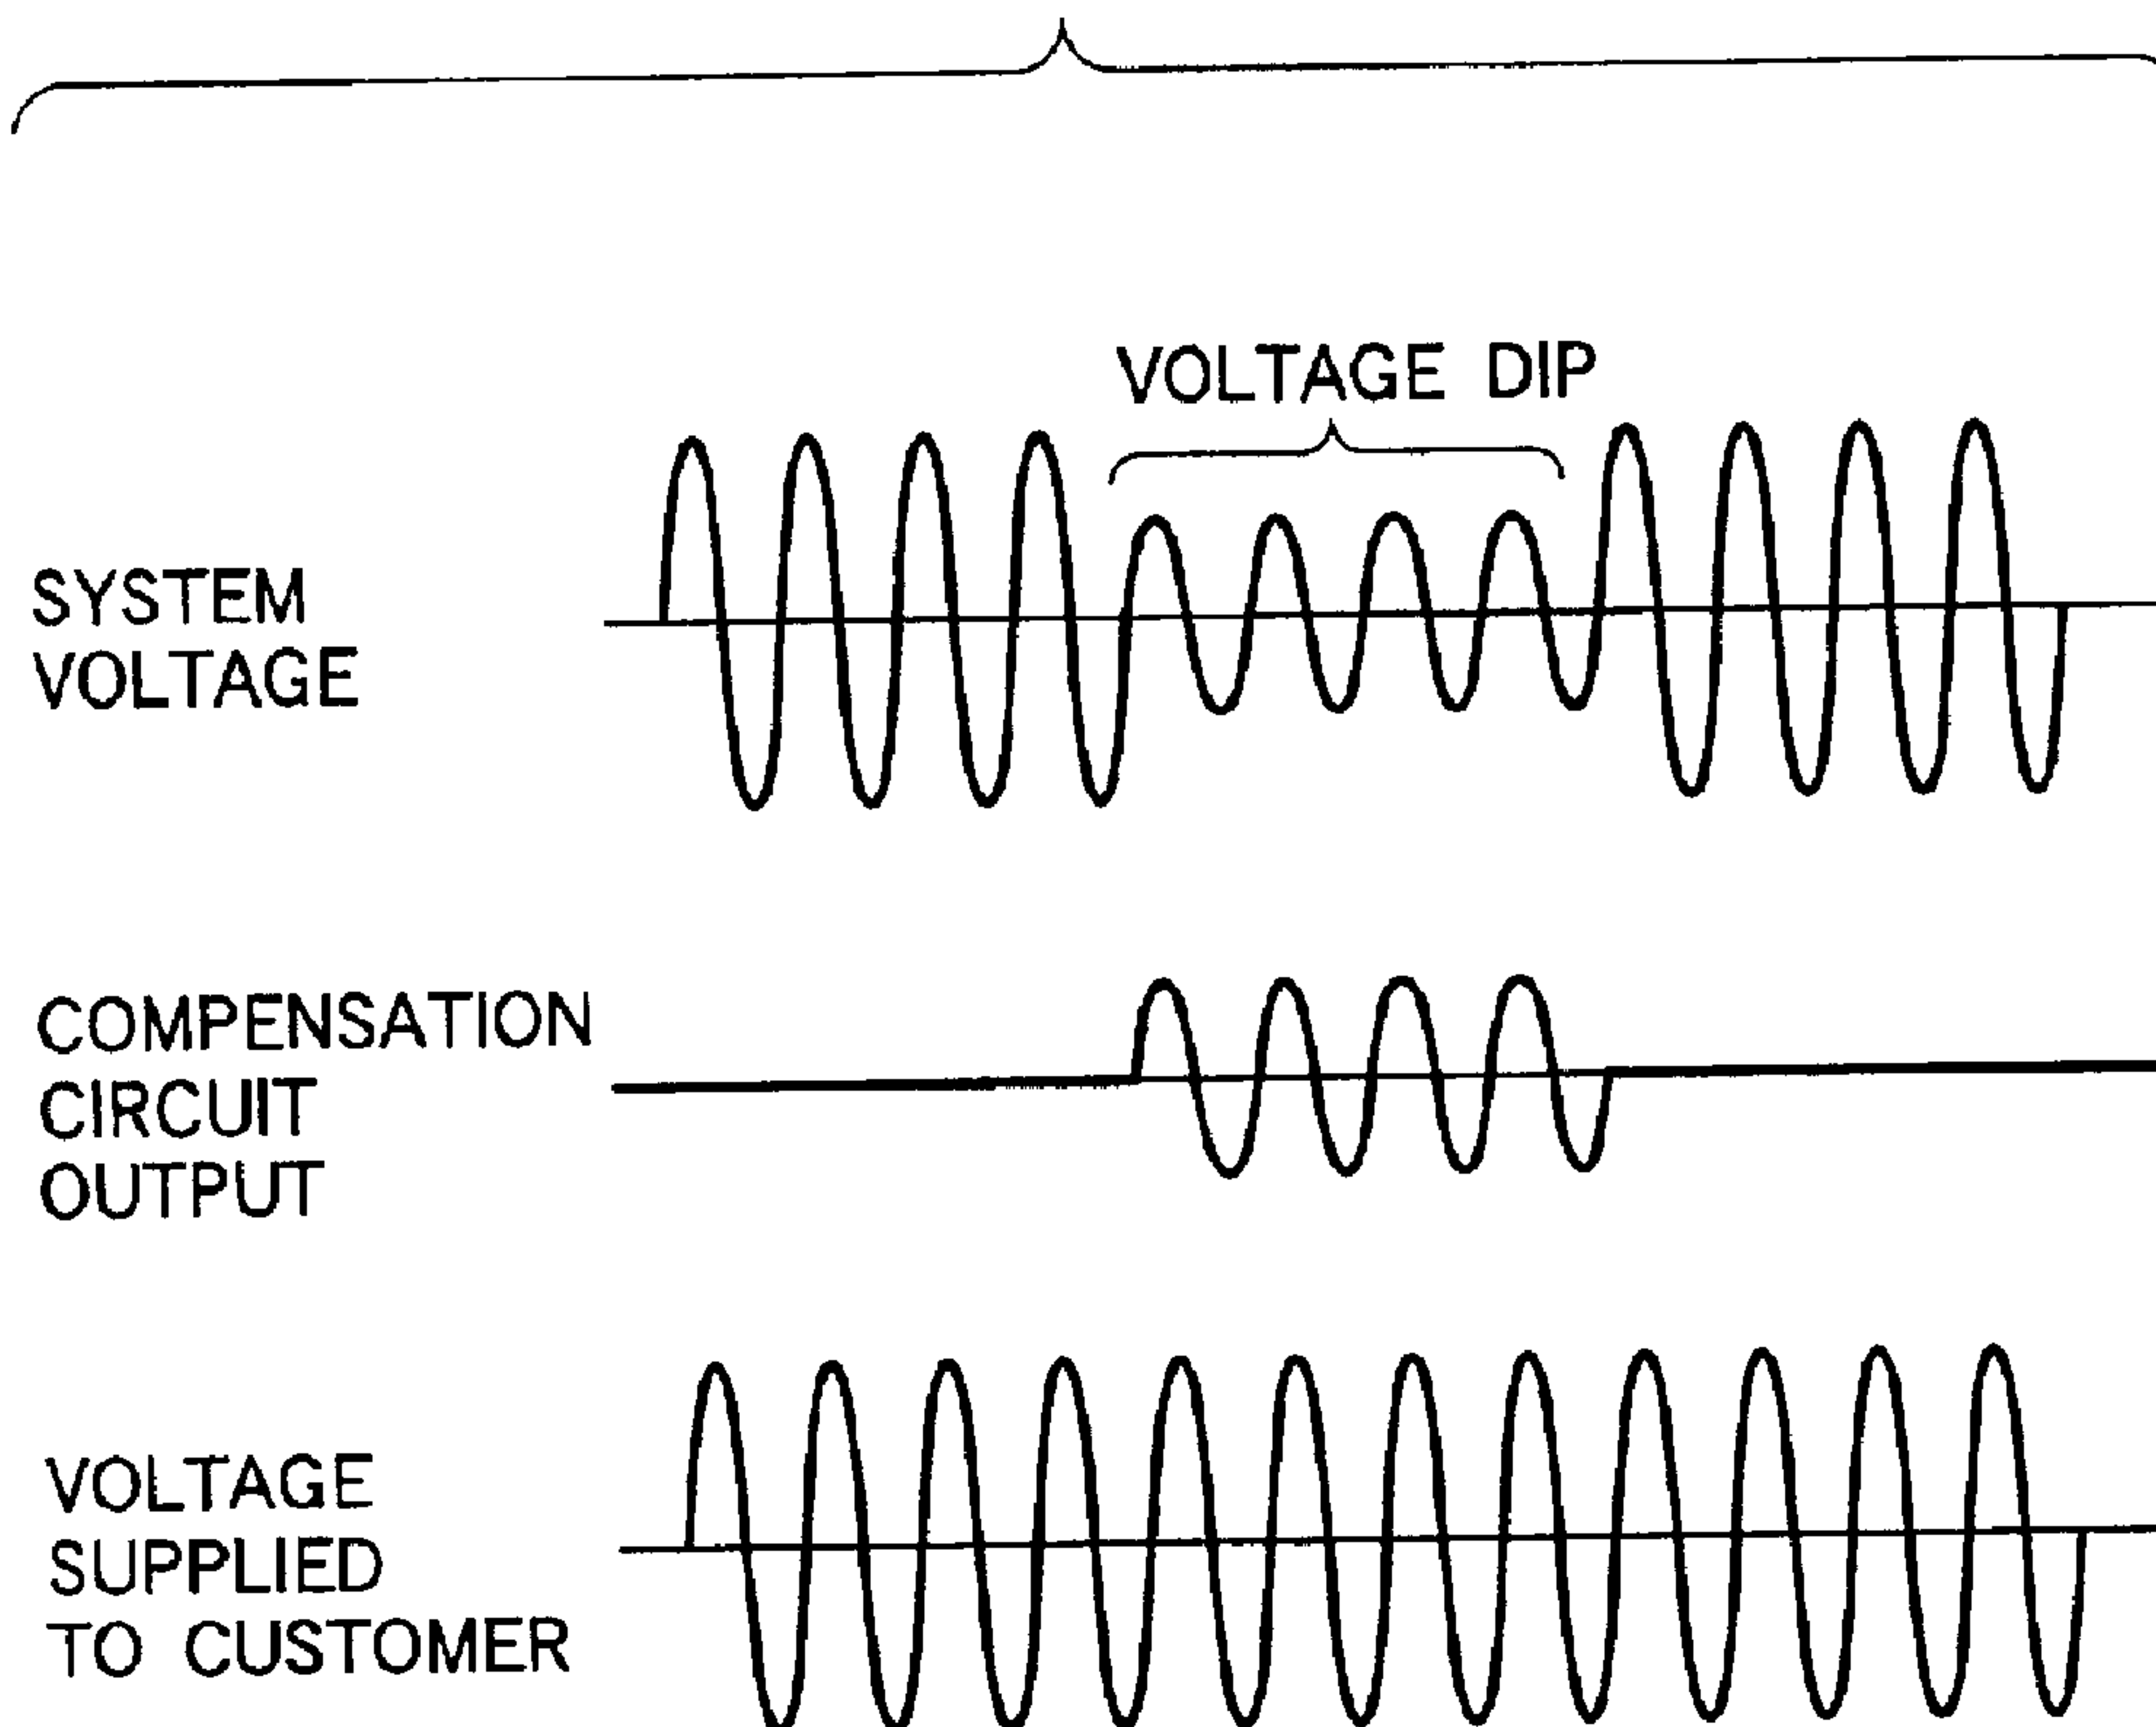 VOLTAGE DIP
SYSTEM
VOLTAGE
COMPENSATION
CIRCUIT
OUTPUT
VOLTAGE
SUPPLIED
TO CUSTOMER